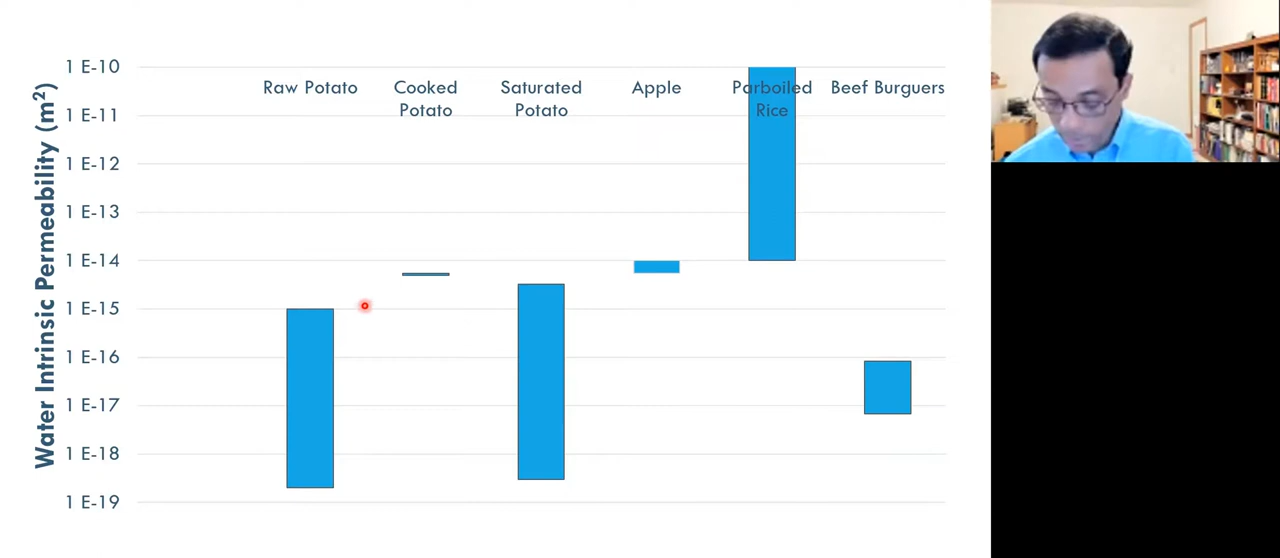 Water Intrinsic Permeability (m²)
1 E-10
1 E-11
1 E-12
1 E-13
1 E-14
1 E-15
1 E-16
1 E-17
1 E-18
1 E-19
Raw Potato
Cooked
Potato
Saturated
Potato
Apple
Parboiled
Rice
Beef Burguers